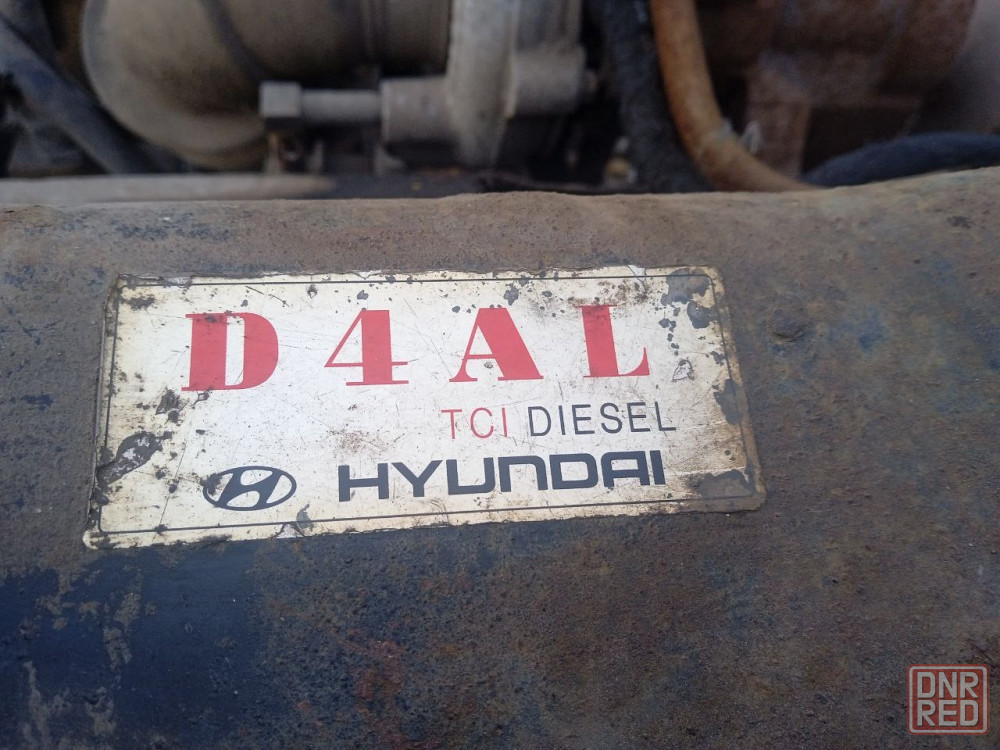 D4AL
TCI DIESEL
HYUNDAI
DNR
RED